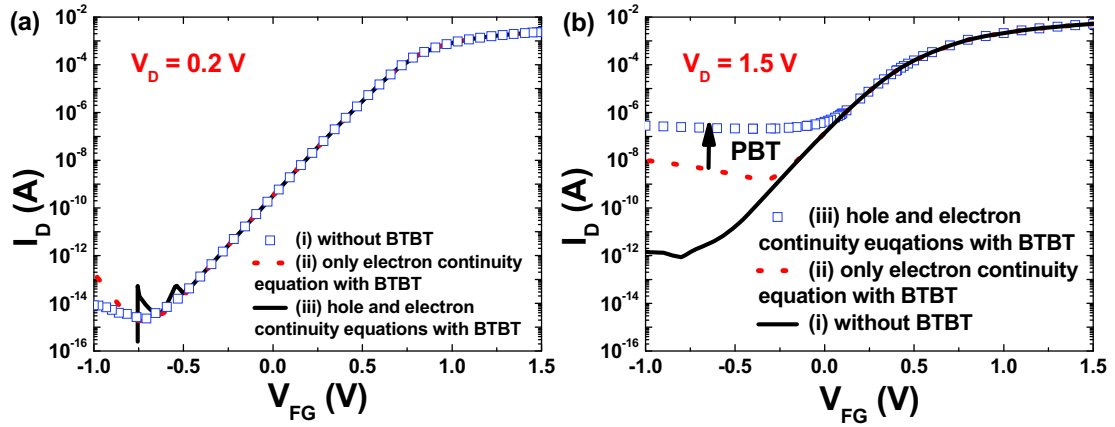 (a)
V_D = 0.2 V
I_D (A)
10^-2
10^-4
10^-6
10^-8
10^-10
10^-12
10^-14
10^-16
(i) without BTBT
(ii) only electron continuity
equation with BTBT
(iii) hole and electron
continuity equations with BTBT
-1.0 -0.5 0.0 0.5 1.0 1.5
V_FG (V)
(b)
V_D = 1.5 V
I_D (A)
10^-2
10^-4
10^-6
10^-8
10^-10
10^-12
10^-14
10^-16
PBT
(iii) hole and electron
continuity euqations with BTBT
(ii) only electron continuity
equation with BTBT
(i) without BTBT
-1.0 -0.5 0.0 0.5 1.0 1.5
V_FG (V)